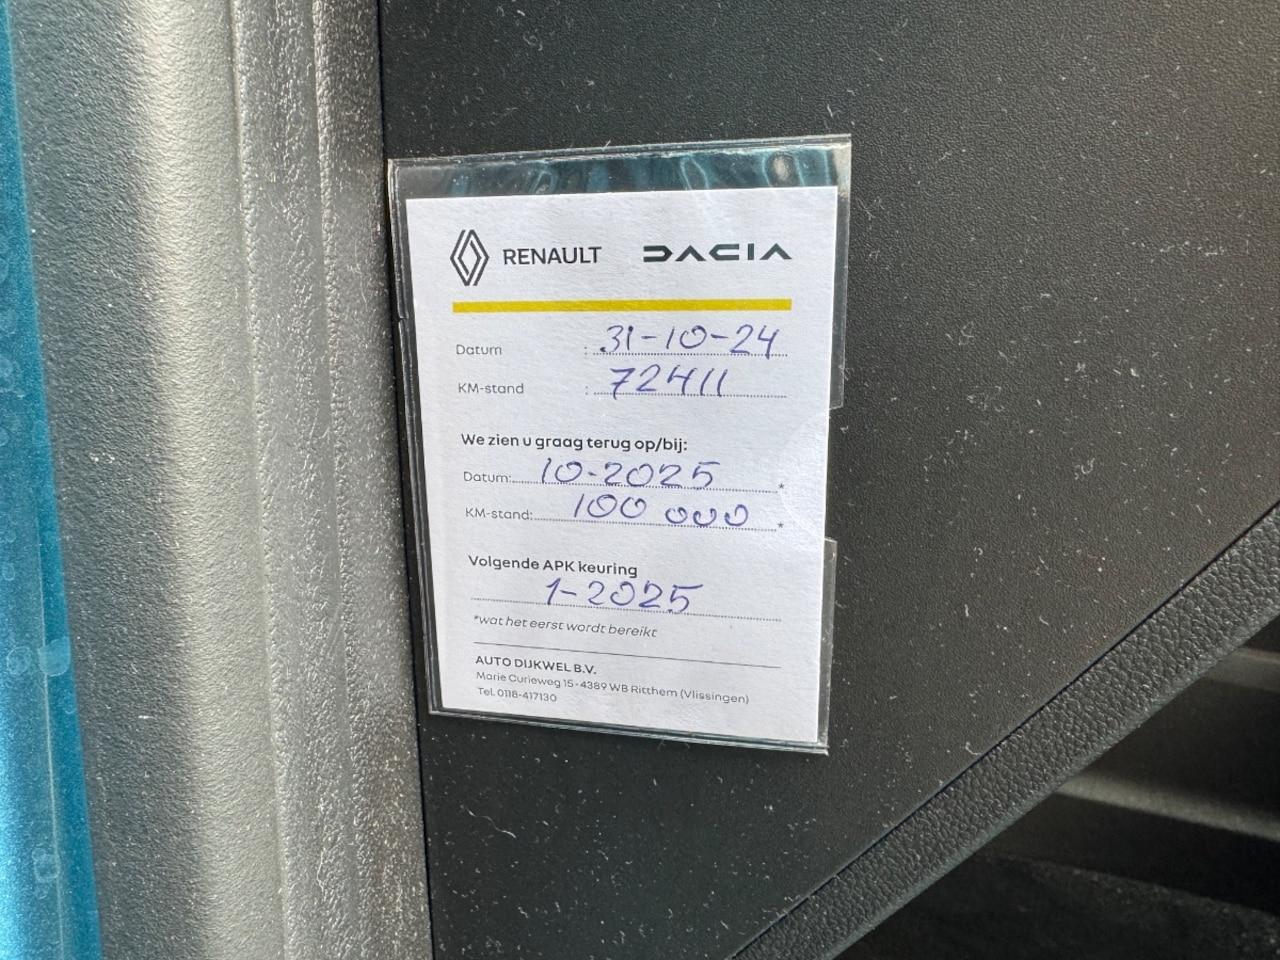 RENAULT DACIA
Datum : 31-10-24
KM-stand : 72411
We zien u graag terug op/bij:
Datum: 10-2025 *
KM-stand: 100 000 *
Volgende APK keuring
1-2025
*wat het eerst wordt bereikt
AUTO DIJKWEL B.V.
Marie Curieweg 15 - 4389 WB Ritthem (Vlissingen)
Tel. 0118-417130